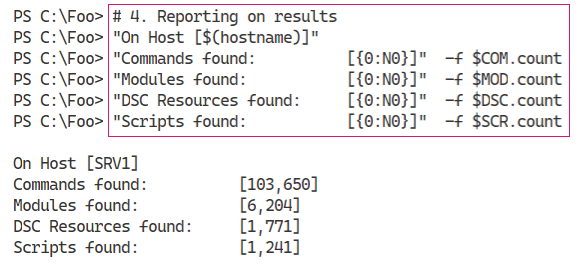 PS C:\Foo> # 4. Reporting on results
PS C:\Foo> "On Host [$(hostname)]"
PS C:\Foo> "Commands found:          [{0:N0}]"  -f $COM.count
PS C:\Foo> "Modules found:           [{0:N0}]"  -f $MOD.count
PS C:\Foo> "DSC Resources found:     [{0:N0}]"  -f $DSC.count
PS C:\Foo> "Scripts found:           [{0:N0}]"  -f $SCR.count
On Host [SRV1]
Commands found:          [103,650]
Modules found:           [6,204]
DSC Resources found:     [1,771]
Scripts found:           [1,241]